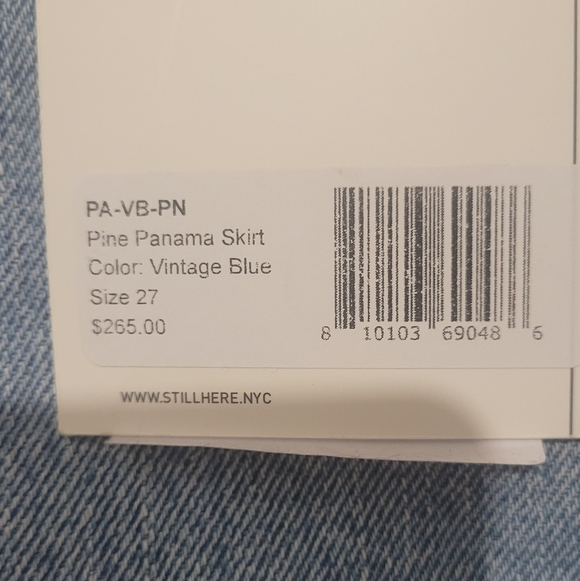 PA-VB-PN
Pine Panama Skirt
Color: Vintage Blue
Size 27
$265.00
8 10103 69048 6
WWW.STILLHERE.NYC